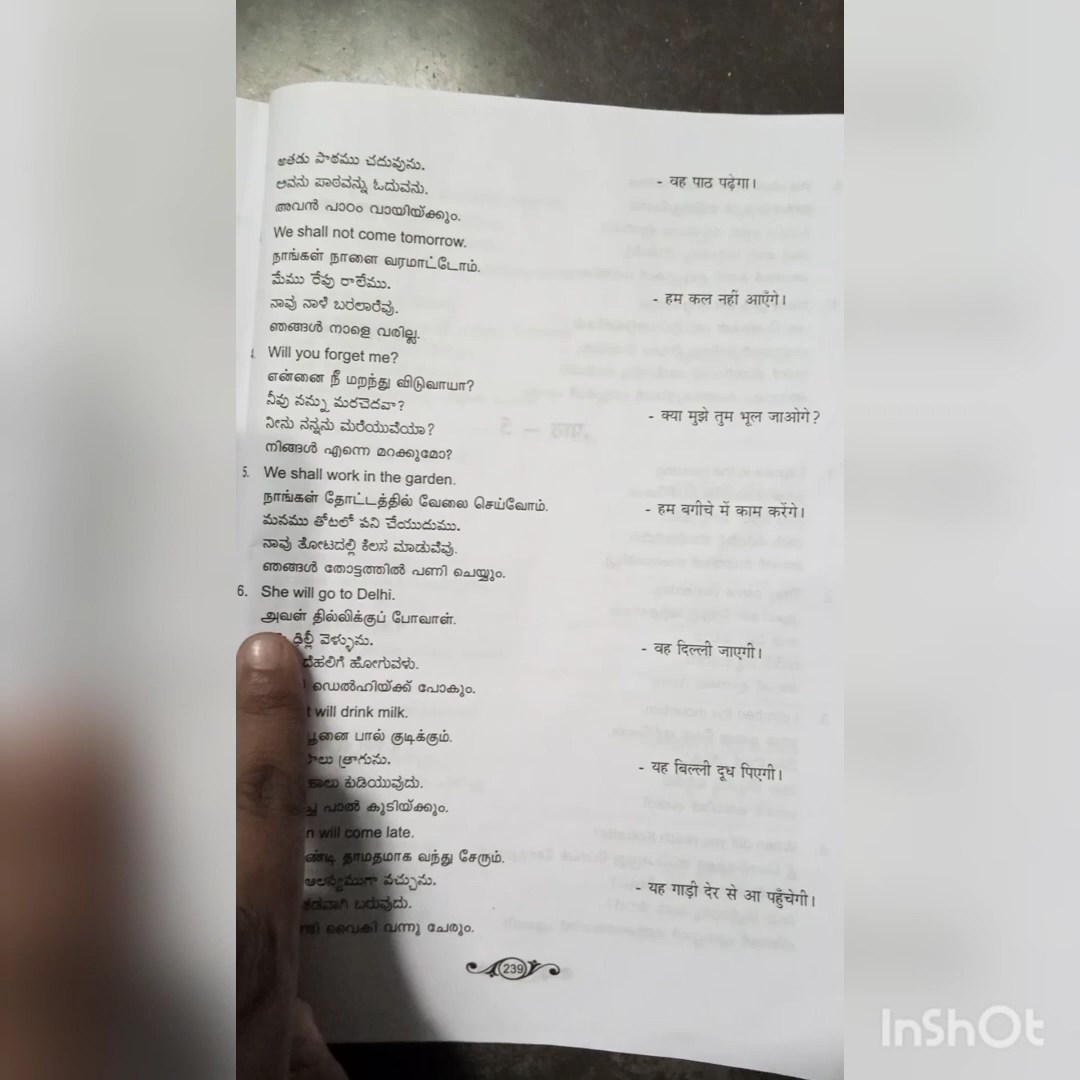 అతడు పాఠము చదువును.
ಅವನು ಪಾಠವನ್ನು ಓದುವನು.
- वह पाठ पढ़ेगा।
അവൻ പാഠം വായിയ്ക്കും.
We shall not come tomorrow.
நாங்கள் நாளை வரமாட்டோம்.
మేము రేపు రాలేము.
- हम कल नहीं आएँगे।
ನಾವು ನಾಳೆ ಬರಲಾರೆವು.
ഞങ്ങൾ നാളെ വരില്ല.
Will you forget me?
என்னை நீ மறந்து விடுவாயா?
నీవు నన్ను మరచెదవా?
- क्या मुझे तुम भूल जाओगे?
ನೀನು ನನ್ನನು ಮರೆಯುವೆಯಾ?
നിങ്ങൾ എന്നെ മറക്കുമോ?
5. We shall work in the garden.
நாங்கள் தோட்டத்தில் வேலை செய்வோம்.
- हम बगीचे में काम करेंगे।
మనము తోటలో పని చేయుదుము.
ನಾವು ತೋಟದಲ್ಲಿ ಕೆಲಸ ಮಾಡುವೆವು.
ഞങ്ങൾ തോട്ടത്തിൽ പണി ചെയ്യും.
6. She will go to Delhi.
அவள் தில்லிக்குப் போவாள்.
ఢిల్లీ వెళ్ళును.
- वह दिल्ली जाएगी।
ದೆಹಲಿಗೆ ಹೋಗುವಳು.
ഡെൽഹിയ്ക്ക് പോകും.
will drink milk.
பூனை பால் குடிக்கும்.
త్రాగును.
- यह बिल्ली दूध पिएगी।
ಹಾಲು ಕುಡಿಯುವುದು.
പാൽ കുടിയ്ക്കും.
will come late.
தாமதமாக வந்து சேரும்.
ఆలస్యముగా వచ్చును.
- यह गाड़ी देर से आ पहुँचेगी।
ಬರುವುದು.
വൈകി വന്നു ചേരും.
239
InShOt